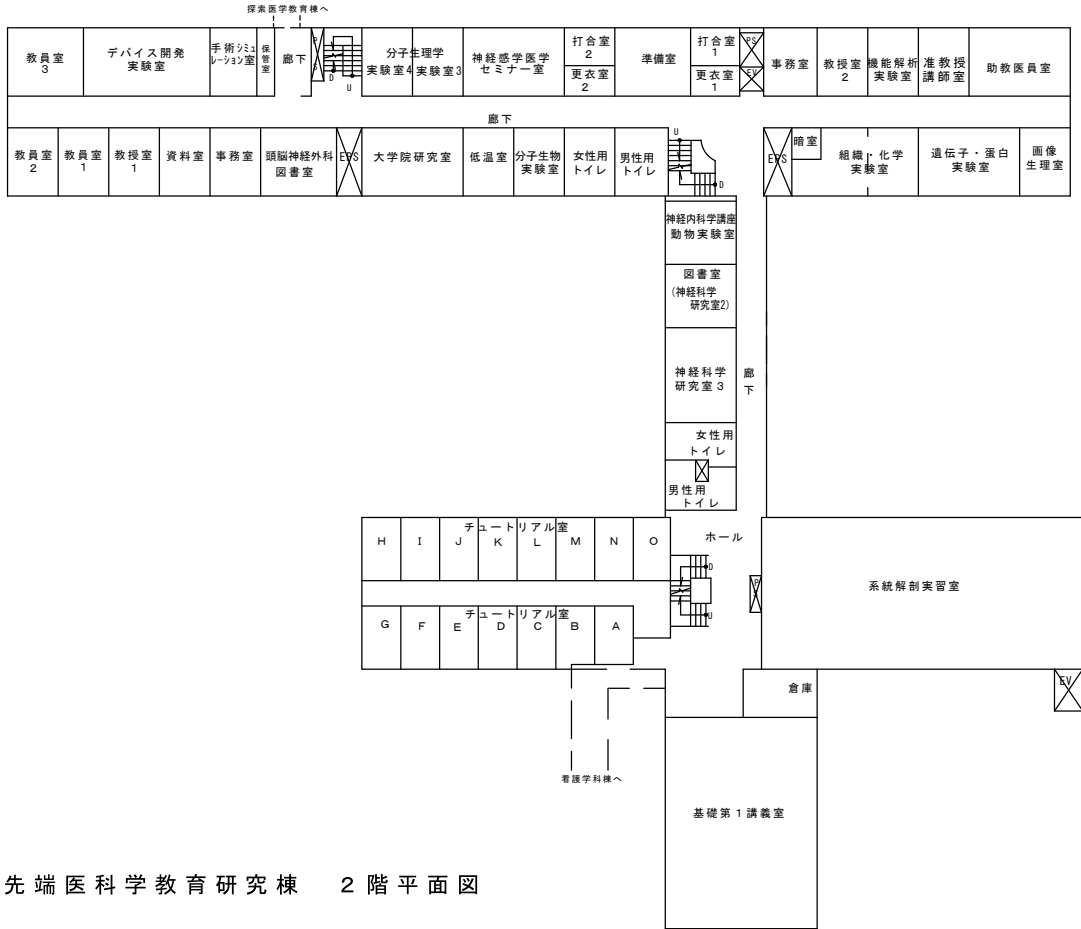 探索医学教育棟へ
教員室
3
デバイス開発
実験室
手術シミュ
レーション室
保管室
廊下
PS
D
U
分子生理学
実験室4
実験室3
神経感学医学
セミナー室
打合室
2
更衣室
2
準備室
打合室
1
更衣室
1
PS
EV
事務室
教授室
2
機能解析
実験室
准教授
講師室
助教医員室
廊下
教員室
2
教員室
1
教授室
1
資料室
事務室
頭脳神経外科
図書室
EPS
大学院研究室
低温室
分子生物
実験室
女性用
トイレ
男性用
トイレ
U
D
EPS
暗室
組織・化学
実験室
遺伝子・蛋白
実験室
画像
生理室
神経内科学講座
動物実験室
図書室
(神経科学
研究室2)
神経科学
研究室3
廊下
女性用
トイレ
男性用
トイレ
チュートリアル室
H I J K L M N O
ホール
D
U
P
系統解剖実習室
チュートリアル室
G F E D C B A
倉庫
EV
看護学科棟へ
基礎第1講義室
先端医科学教育研究棟 2階平面図